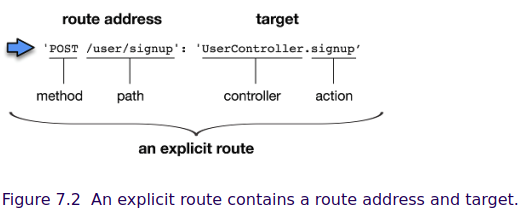 route address target
'POST /user/signup': 'UserController.signup'
method path controller action
an explicit route
Figure 7.2 An explicit route contains a route address and target.